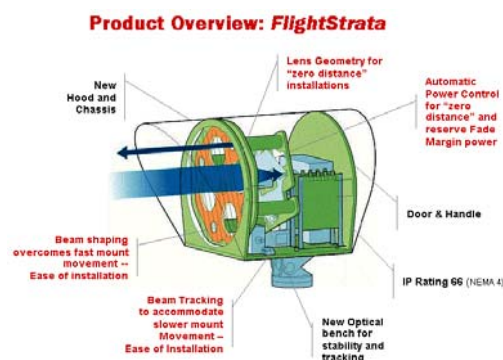 Product Overview: FlightStrata
Lens Geometry for
"zero distance"
installations
New
Hood and
Chassis
Automatic
Power Control
for "zero
distance" and
reserve Fade
Margin power
Door & Handle
Beam shaping
overcomes fast mount
movement --
Ease of installation
IP Rating 66 (NEMA 4)
Beam Tracking
to accommodate
slower mount
Movement –
Ease of Installation
New Optical
bench for
stability and
tracking